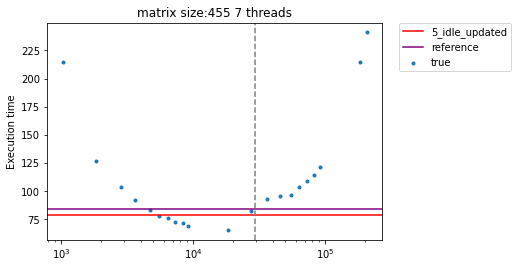 matrix size:455 7 threads
5_idle_updated
reference
true
Execution time
225
200
175
150
125
100
75
10³
10⁴
10⁵